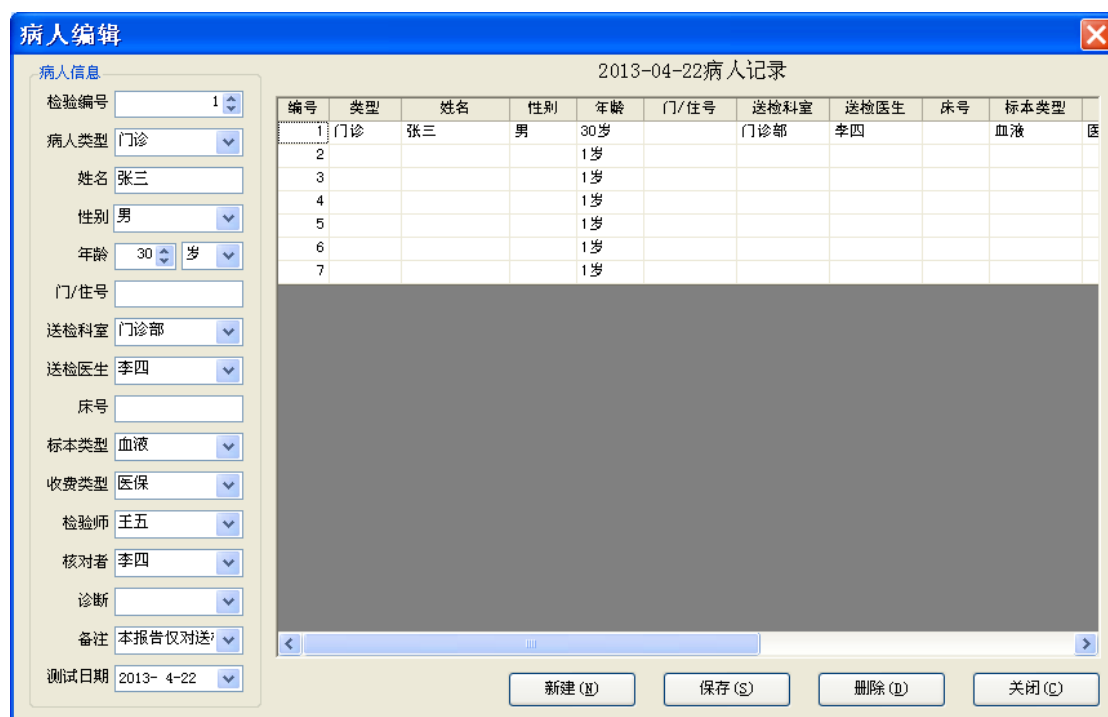 病人编辑
病人信息
检验编号 1
病人类型 门诊
姓名 张三
性别 男
年龄 30 岁
门/住号
送检科室 门诊部
送检医生 李四
床号
标本类型 血液
收费类型 医保
检验师 王五
核对者 李四
诊断
备注 本报告仅对送
测试日期 2013- 4-22
2013-04-22病人记录
编号 类型 姓名 性别 年龄 门/住号 送检科室 送检医生 床号 标本类型
1 门诊 张三 男 30岁 门诊部 李四 血液 医
2 1岁
3 1岁
4 1岁
5 1岁
6 1岁
7 1岁
新建(N) 保存(S) 删除(D) 关闭(C)